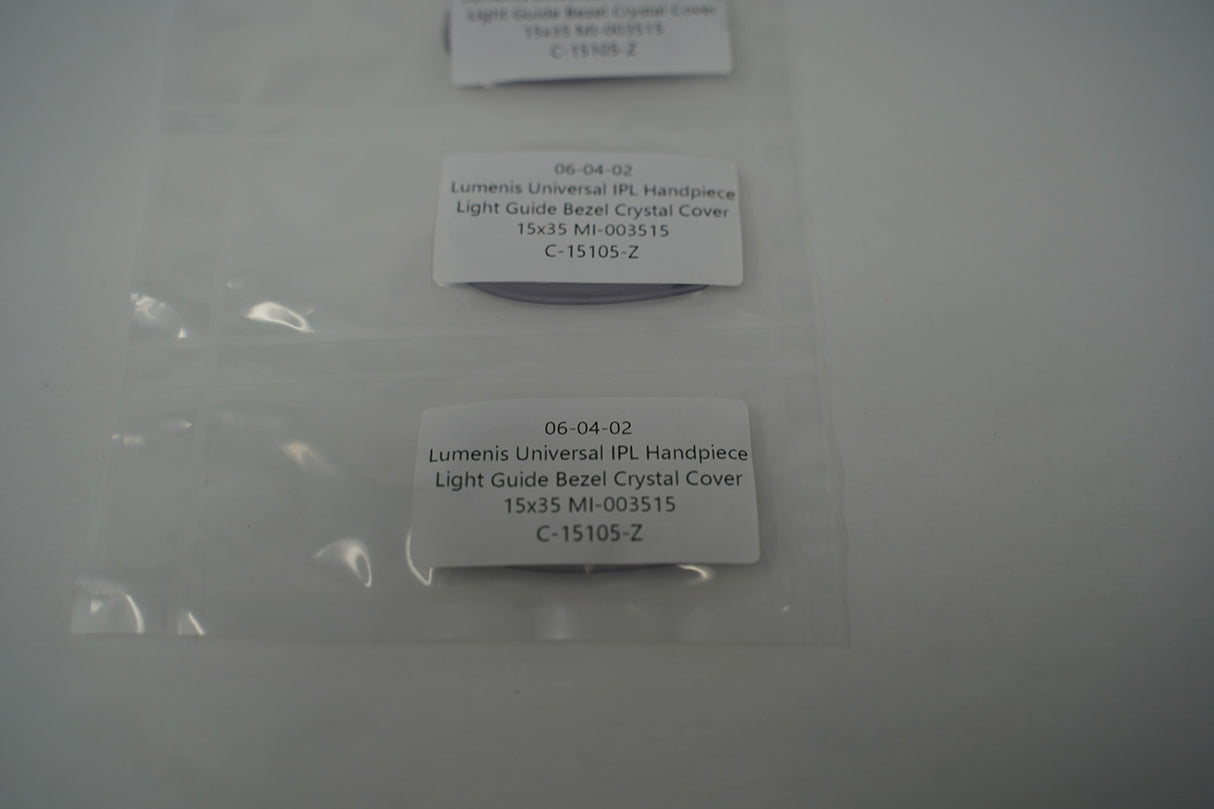 Light Guide Bezel Crystal Cover
15x35 MI-003515
C-15105-Z
06-04-02
Lumenis Universal IPL Handpiece
Light Guide Bezel Crystal Cover
15x35 MI-003515
C-15105-Z
06-04-02
Lumenis Universal IPL Handpiece
Light Guide Bezel Crystal Cover
15x35 MI-003515
C-15105-Z